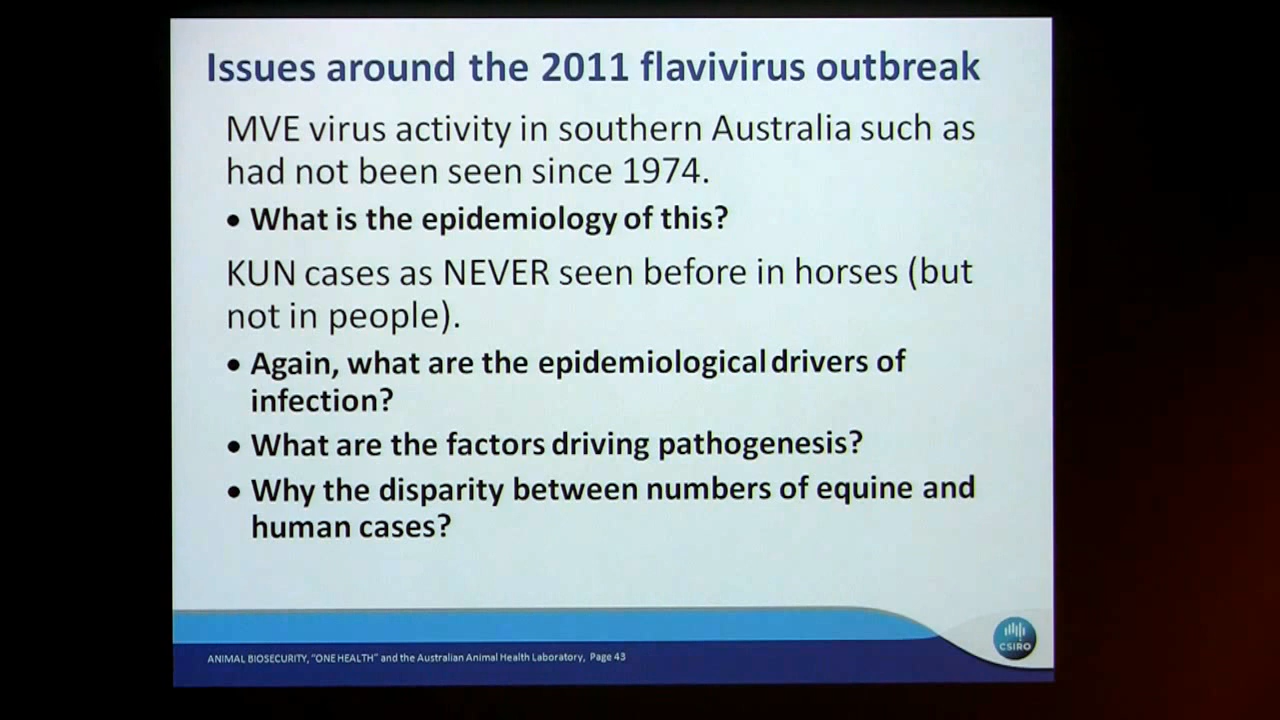 Issues around the 2011 flavivirus outbreak
MVE virus activity in southern Australia such as
had not been seen since 1974.
• What is the epidemiology of this?
KUN cases as NEVER seen before in horses (but
not in people).
• Again, what are the epidemiological drivers of
infection?
• What are the factors driving pathogenesis?
• Why the disparity between numbers of equine and
human cases?
ANIMAL BIOSECURITY, “ONE HEALTH” and the Australian Animal Health Laboratory, Page 43
CSIRO